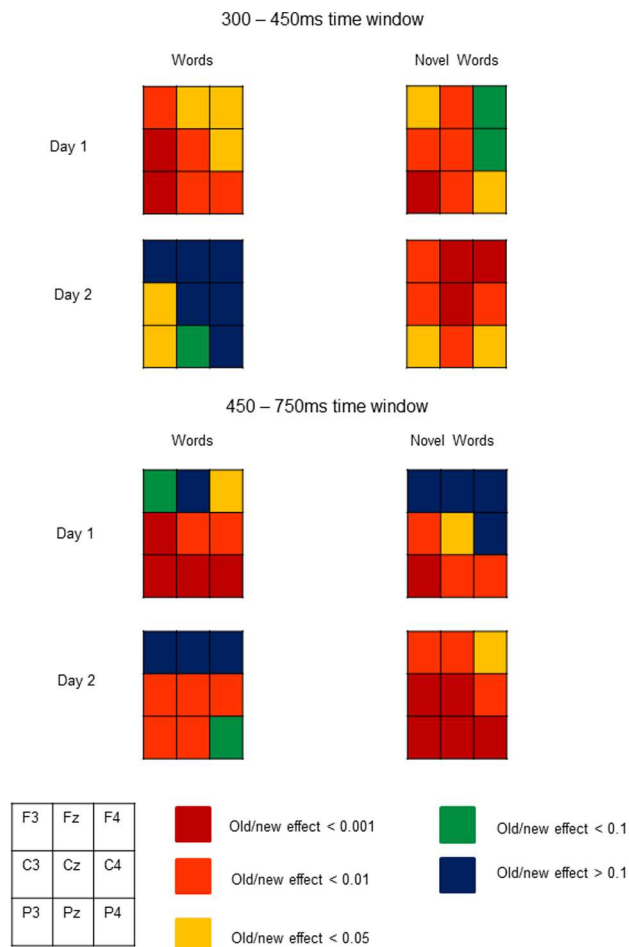 300 – 450ms time window
Words Novel Words
Day 1
Day 2
450 – 750ms time window
Words Novel Words
Day 1
Day 2
F3 Fz F4
C3 Cz C4
P3 Pz P4
Old/new effect < 0.001
Old/new effect < 0.01
Old/new effect < 0.05
Old/new effect < 0.1
Old/new effect > 0.1